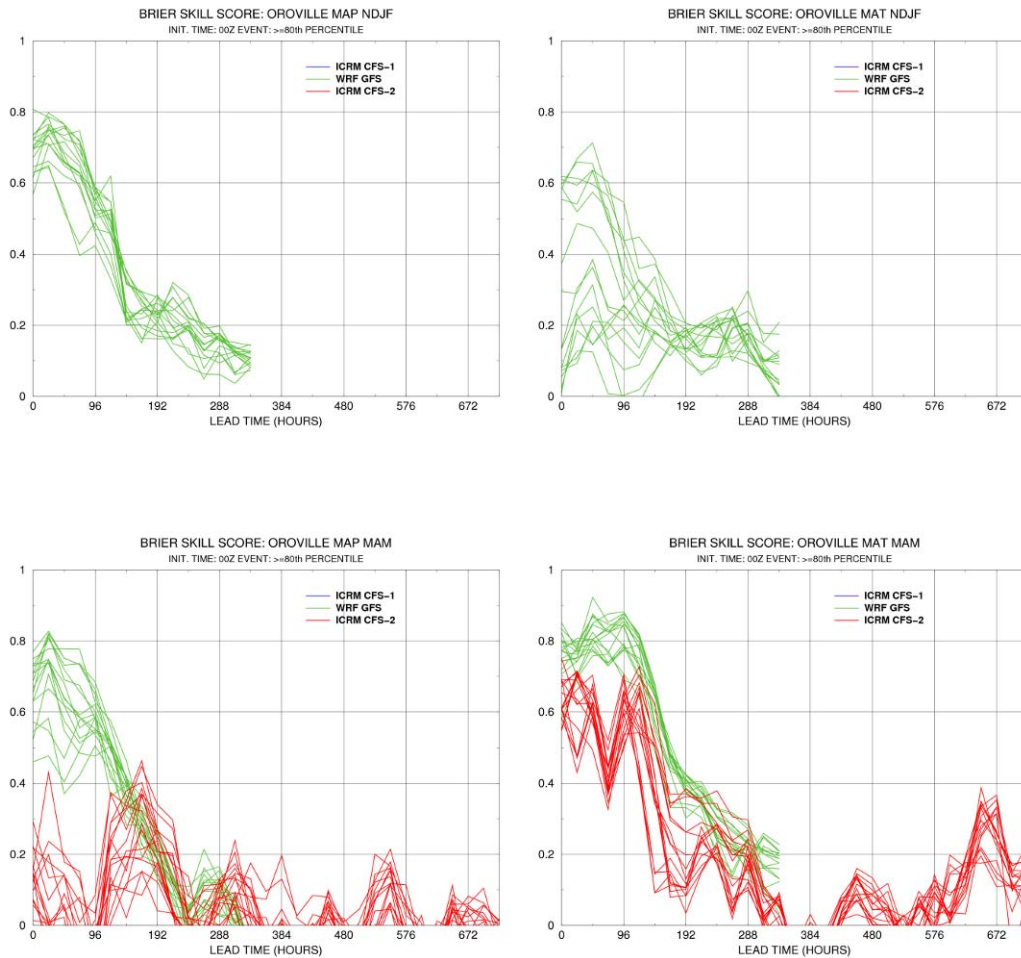 BRIER SKILL SCORE: OROVILLE MAP NDJF
INIT. TIME: 00Z EVENT: >=80th PERCENTILE
1
0.8
0.6
0.4
0.2
0
ICRM CFS-1
WRF GFS
ICRM CFS-2
0 96 192 288 384 480 576 672
LEAD TIME (HOURS)
BRIER SKILL SCORE: OROVILLE MAT NDJF
INIT. TIME: 00Z EVENT: >=80th PERCENTILE
1
0.8
0.6
0.4
0.2
0
ICRM CFS-1
WRF GFS
ICRM CFS-2
0 96 192 288 384 480 576 672
LEAD TIME (HOURS)
BRIER SKILL SCORE: OROVILLE MAP MAM
INIT. TIME: 00Z EVENT: >=80th PERCENTILE
1
0.8
0.6
0.4
0.2
0
ICRM CFS-1
WRF GFS
ICRM CFS-2
0 96 192 288 384 480 576 672
LEAD TIME (HOURS)
BRIER SKILL SCORE: OROVILLE MAT MAM
INIT. TIME: 00Z EVENT: >=80th PERCENTILE
1
0.8
0.6
0.4
0.2
0
ICRM CFS-1
WRF GFS
ICRM CFS-2
0 96 192 288 384 480 576 672
LEAD TIME (HOURS)